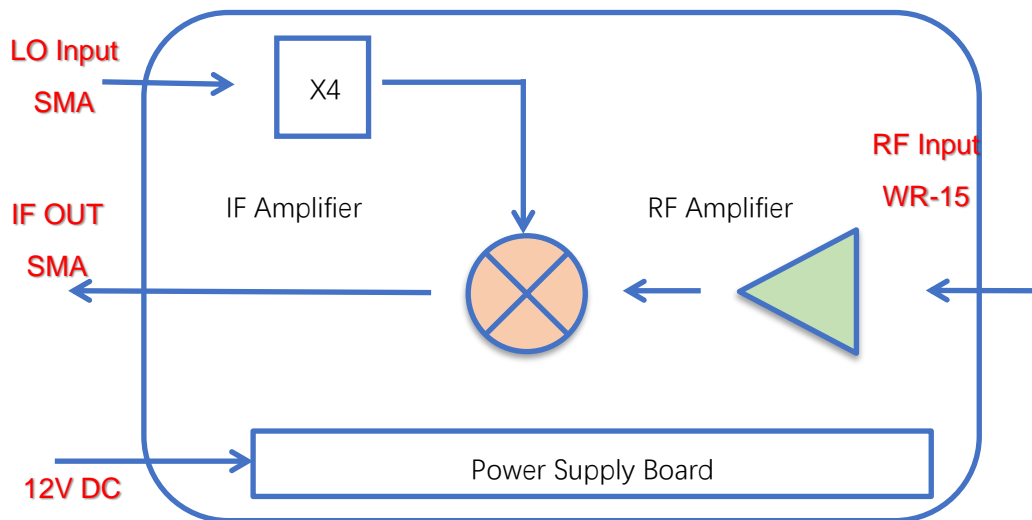 LO Input
SMA
X4
RF Input
WR-15
IF Amplifier
RF Amplifier
IF OUT
SMA
Power Supply Board
12V DC